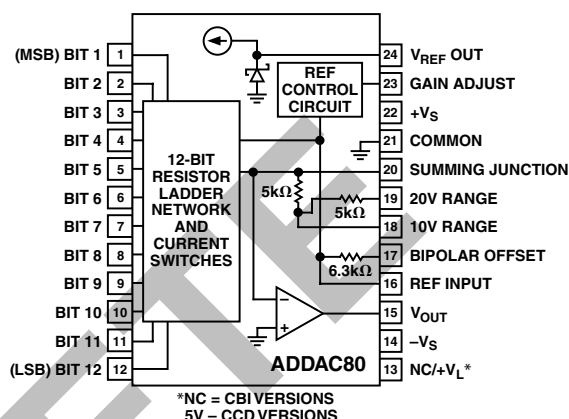 (MSB) BIT 1 1
BIT 2 2
BIT 3 3
BIT 4 4
BIT 5 5
BIT 6 6
BIT 7 7
BIT 8 8
BIT 9 9
BIT 10 10
BIT 11 11
(LSB) BIT 12 12
12-BIT
RESISTOR
LADDER
NETWORK
AND
CURRENT
SWITCHES
REF
CONTROL
CIRCUIT
5kΩ
5kΩ
6.3kΩ
−
+
ADDAC80
24 VREF OUT
23 GAIN ADJUST
22 +VS
21 COMMON
20 SUMMING JUNCTION
19 20V RANGE
18 10V RANGE
17 BIPOLAR OFFSET
16 REF INPUT
15 VOUT
14 –VS
13 NC/+VL*
*NC = CBI VERSIONS
5V – CCD VERSIONS